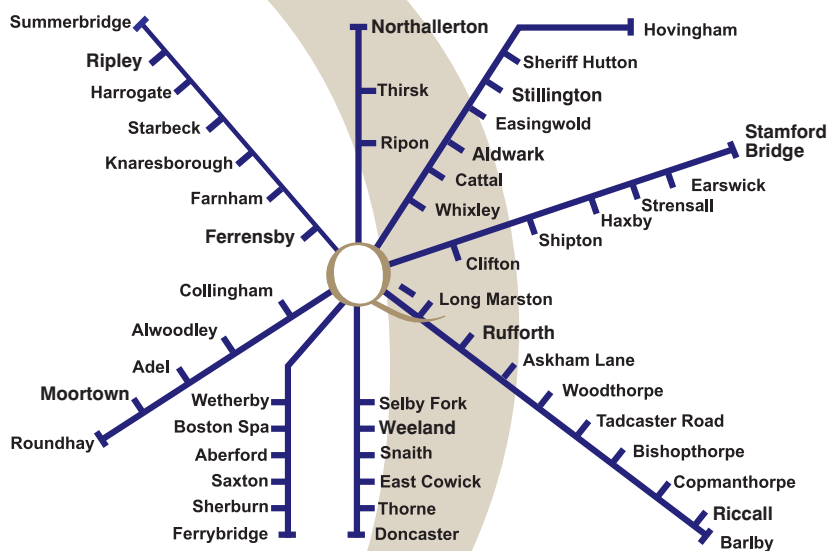 Summerbridge
Ripley
Harrogate
Starbeck
Knaresborough
Farnham
Ferrensby
Northallerton
Thirsk
Ripon
Hovingham
Sheriff Hutton
Stillington
Easingwold
Aldwark
Cattal
Whixley
Stamford
Bridge
Earswick
Strensall
Haxby
Shipton
Clifton
Collingham
Alwoodley
Adel
Moortown
Roundhay
Wetherby
Boston Spa
Aberford
Saxton
Sherburn
Ferrybridge
Selby Fork
Weeland
Snaith
East Cowick
Thorne
Doncaster
Long Marston
Rufforth
Askham Lane
Woodthorpe
Tadcaster Road
Bishopthorpe
Copmanthorpe
Riccall
Barlby